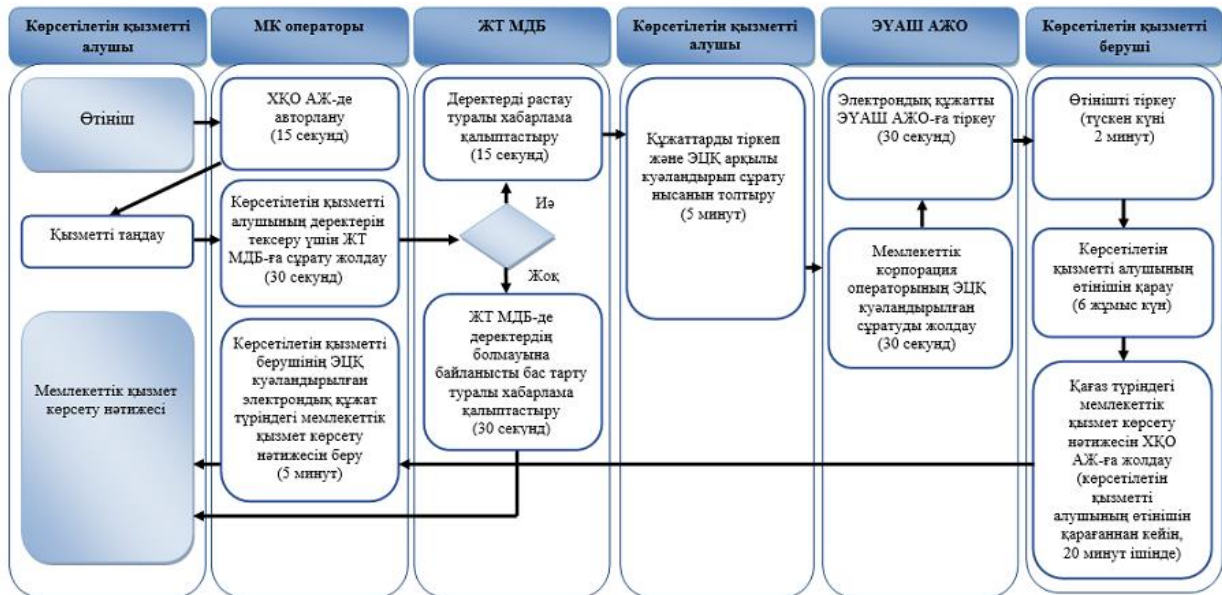 Көрсетілетін қызметті
алушы
МК операторы
ЖТ МДБ
Көрсетілетін қызметті
алушы
ЭҮАШ АЖО
Көрсетілетін қызметті
беруші
Өтініш
ХҚО АЖ-де
авторлану
(15 секунд)
Деректерді растау
туралы хабарлама
қалыптастыру
(15 секунд)
Құжаттарды тіркеп
және ЭЦҚ арқылы
куәландырып сұрату
нысанын толтыру
(5 минут)
Электрондық құжатты
ЭҮАШ АЖО-ға тіркеу
(30 секунд)
Өтінішті тіркеу
(түскен күні
2 минут)
Қызметті таңдау
Көрсетілетін қызметті
алушының деректерін
тексеру үшін ЖТ
МДБ-ға сұрату жолдау
(30 секунд)
Иә
Жоқ
Мемлекеттік
корпорация
операторының ЭЦҚ
куәландырылған
сұратуды жолдау
(30 секунд)
Көрсетілетін
қызметті алушының
өтінішін қарау
(6 жұмыс күн)
Мемлекеттік қызмет
көрсету нәтижесі
Көрсетілетін қызметті
берушінің ЭЦҚ
куәландырылған
электрондық құжат
түріндегі мемлекеттік
қызмет көрсету
нәтижесін беру
(5 минут)
ЖТ МДБ-де
деректердің
болмауына
байланысты бас тарту
туралы хабарлама
қалыптастыру
(30 секунд)
Қағаз түріндегі
мемлекеттік
қызмет көрсету
нәтижесін ХҚО
АЖ-ға жолдау
(көрсетілетін
қызметті
алушының өтінішін
қарағаннан кейін,
20 минут ішінде)